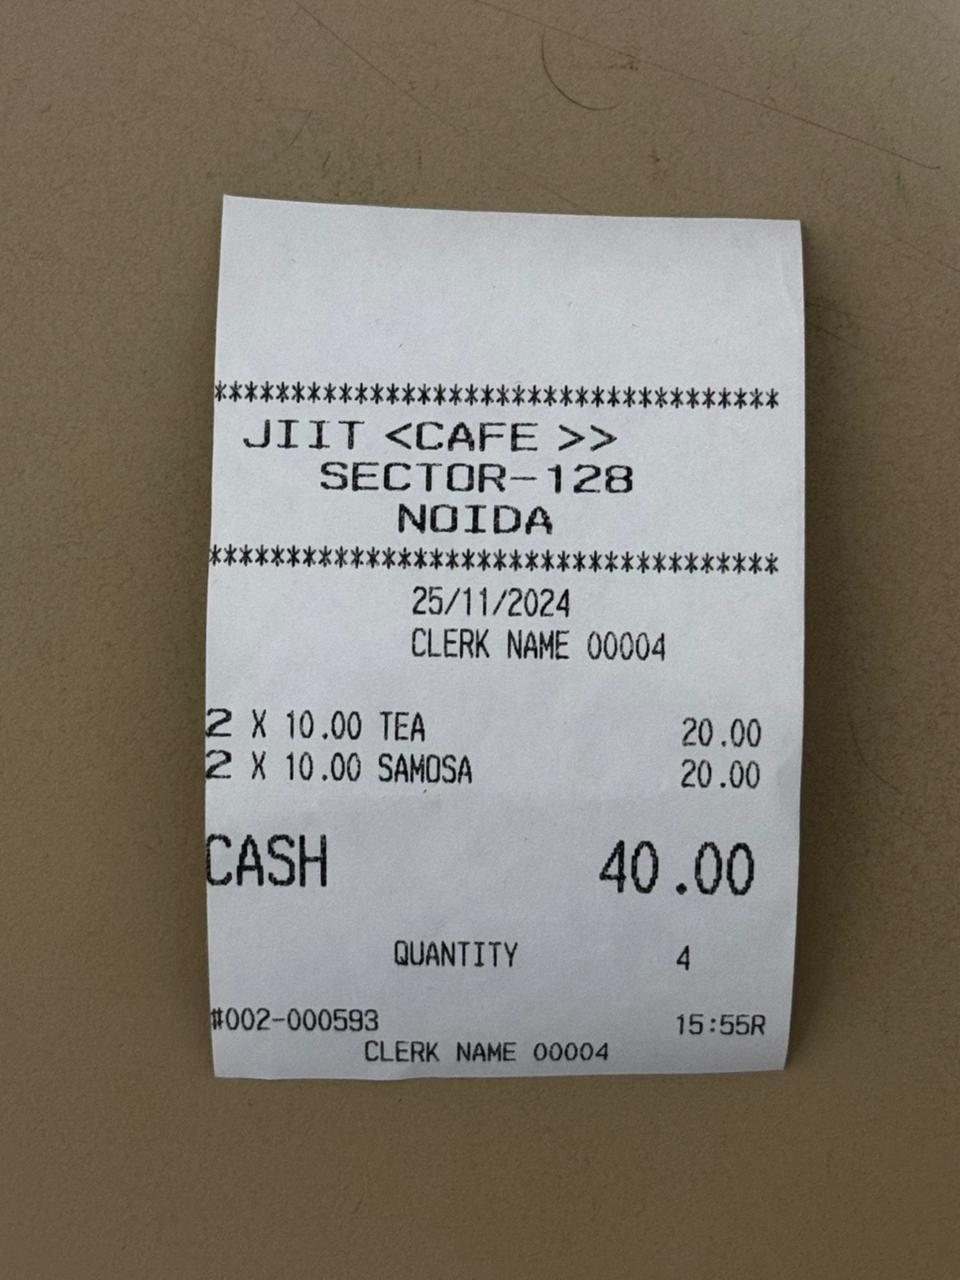 ************************************
JIIT <CAFE >>
SECTOR-128
NOIDA
************************************
25/11/2024
CLERK NAME 00004
2 X 10.00 TEA 20.00
2 X 10.00 SAMOSA 20.00
CASH 40.00
QUANTITY 4
#002-000593 15:55R
CLERK NAME 00004